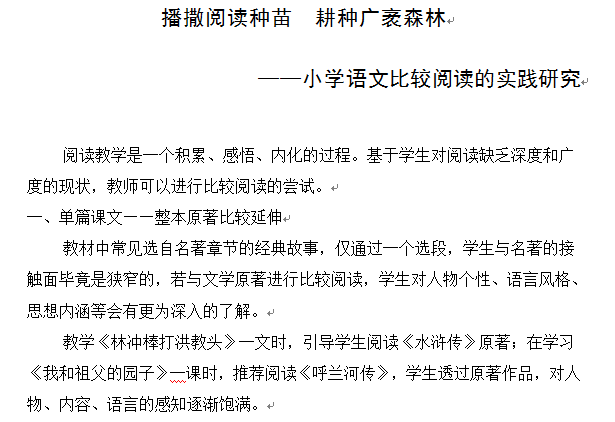 播撒阅读种苗　耕种广袤森林
——小学语文比较阅读的实践研究
阅读教学是一个积累、感悟、内化的过程。基于学生对阅读缺乏深度和广
度的现状，教师可以进行比较阅读的尝试。
一、单篇课文——整本原著比较延伸
教材中常见选自名著章节的经典故事，仅通过一个选段，学生与名著的接
触面毕竟是狭窄的，若与文学原著进行比较阅读，学生对人物个性、语言风格、
思想内涵等会有更为深入的了解。
教学《林冲棒打洪教头》一文时，引导学生阅读《水浒传》原著；在学习
《我和祖父的园子》一课时，推荐阅读《呼兰河传》，学生透过原著作品，对人
物、内容、语言的感知逐渐饱满。